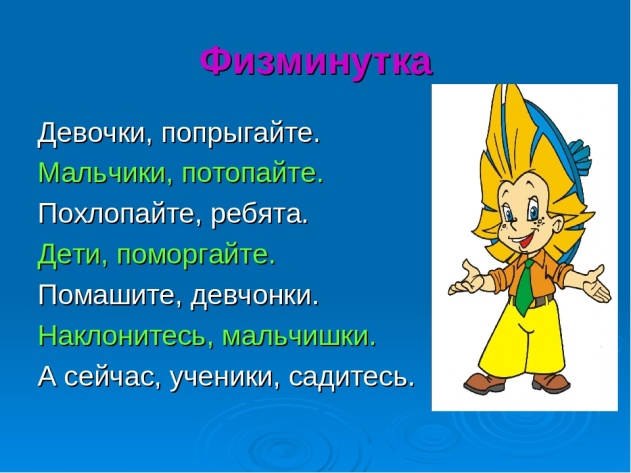 Физминутка
Девочки, попрыгайте.
Мальчики, потопайте.
Похлопайте, ребята.
Дети, поморгайте.
Помашите, девчонки.
Наклонитесь, мальчишки.
А сейчас, ученики, садитесь.